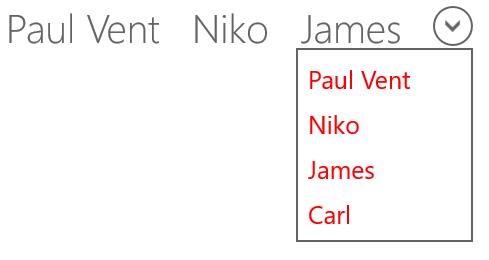 Paul Vent Niko James
Paul Vent
Niko
James
Carl